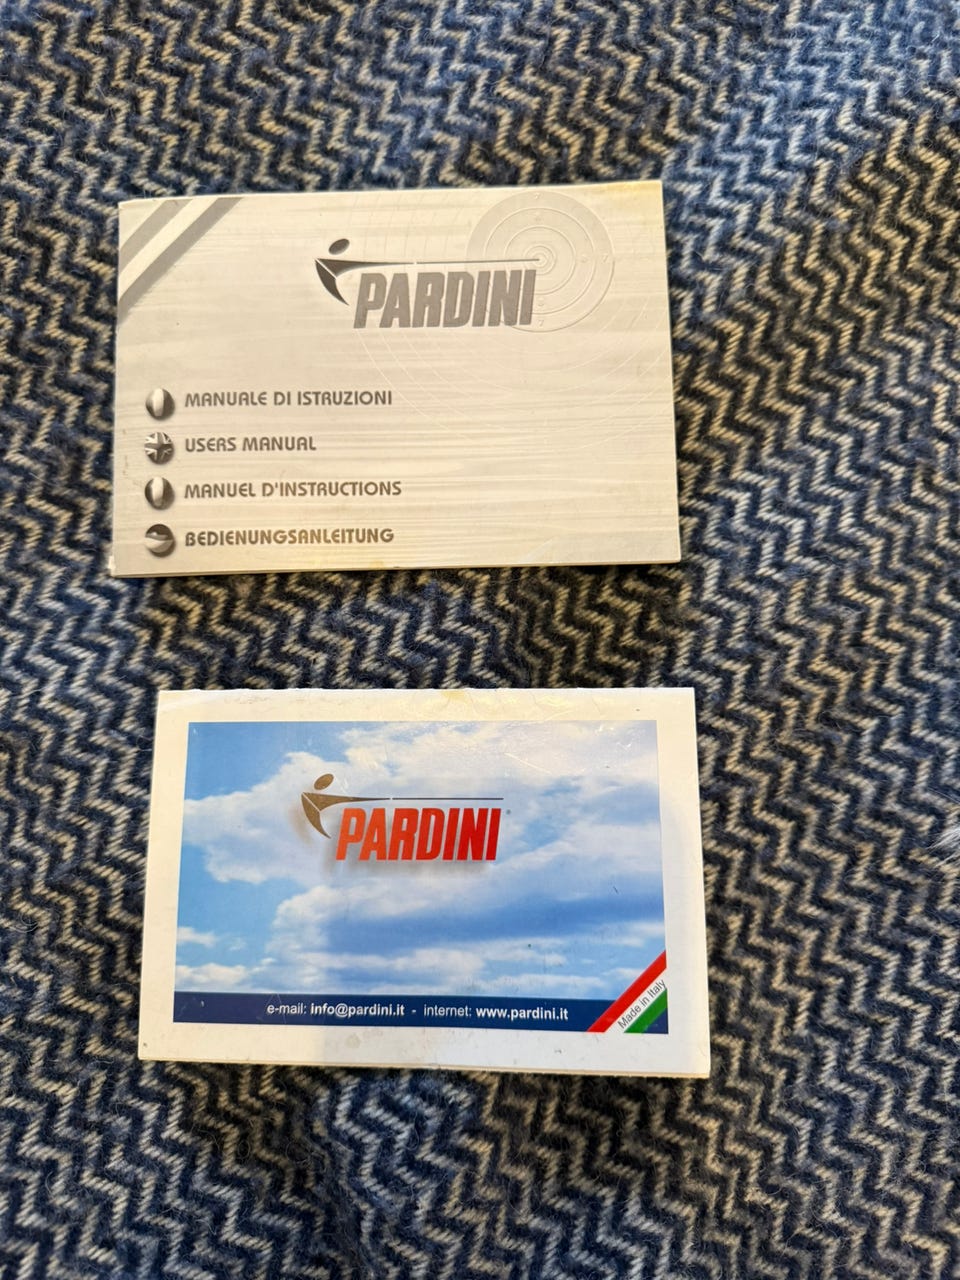 PARDINI
MANUALE DI ISTRUZIONI
USERS MANUAL
MANUEL D'INSTRUCTIONS
BEDIENUNGSANLEITUNG
PARDINI®
e-mail: info@pardini.it - internet: www.pardini.it
Made in Italy